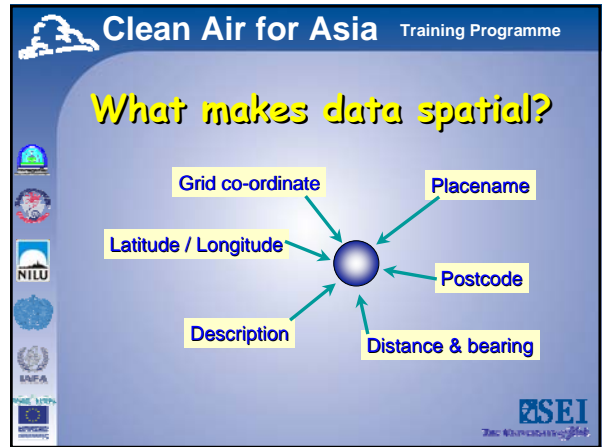 Clean Air for Asia Training Programme
What makes data spatial?
Grid co-ordinate
Placename
Latitude / Longitude
Postcode
Description
Distance & bearing
NILU
SEI